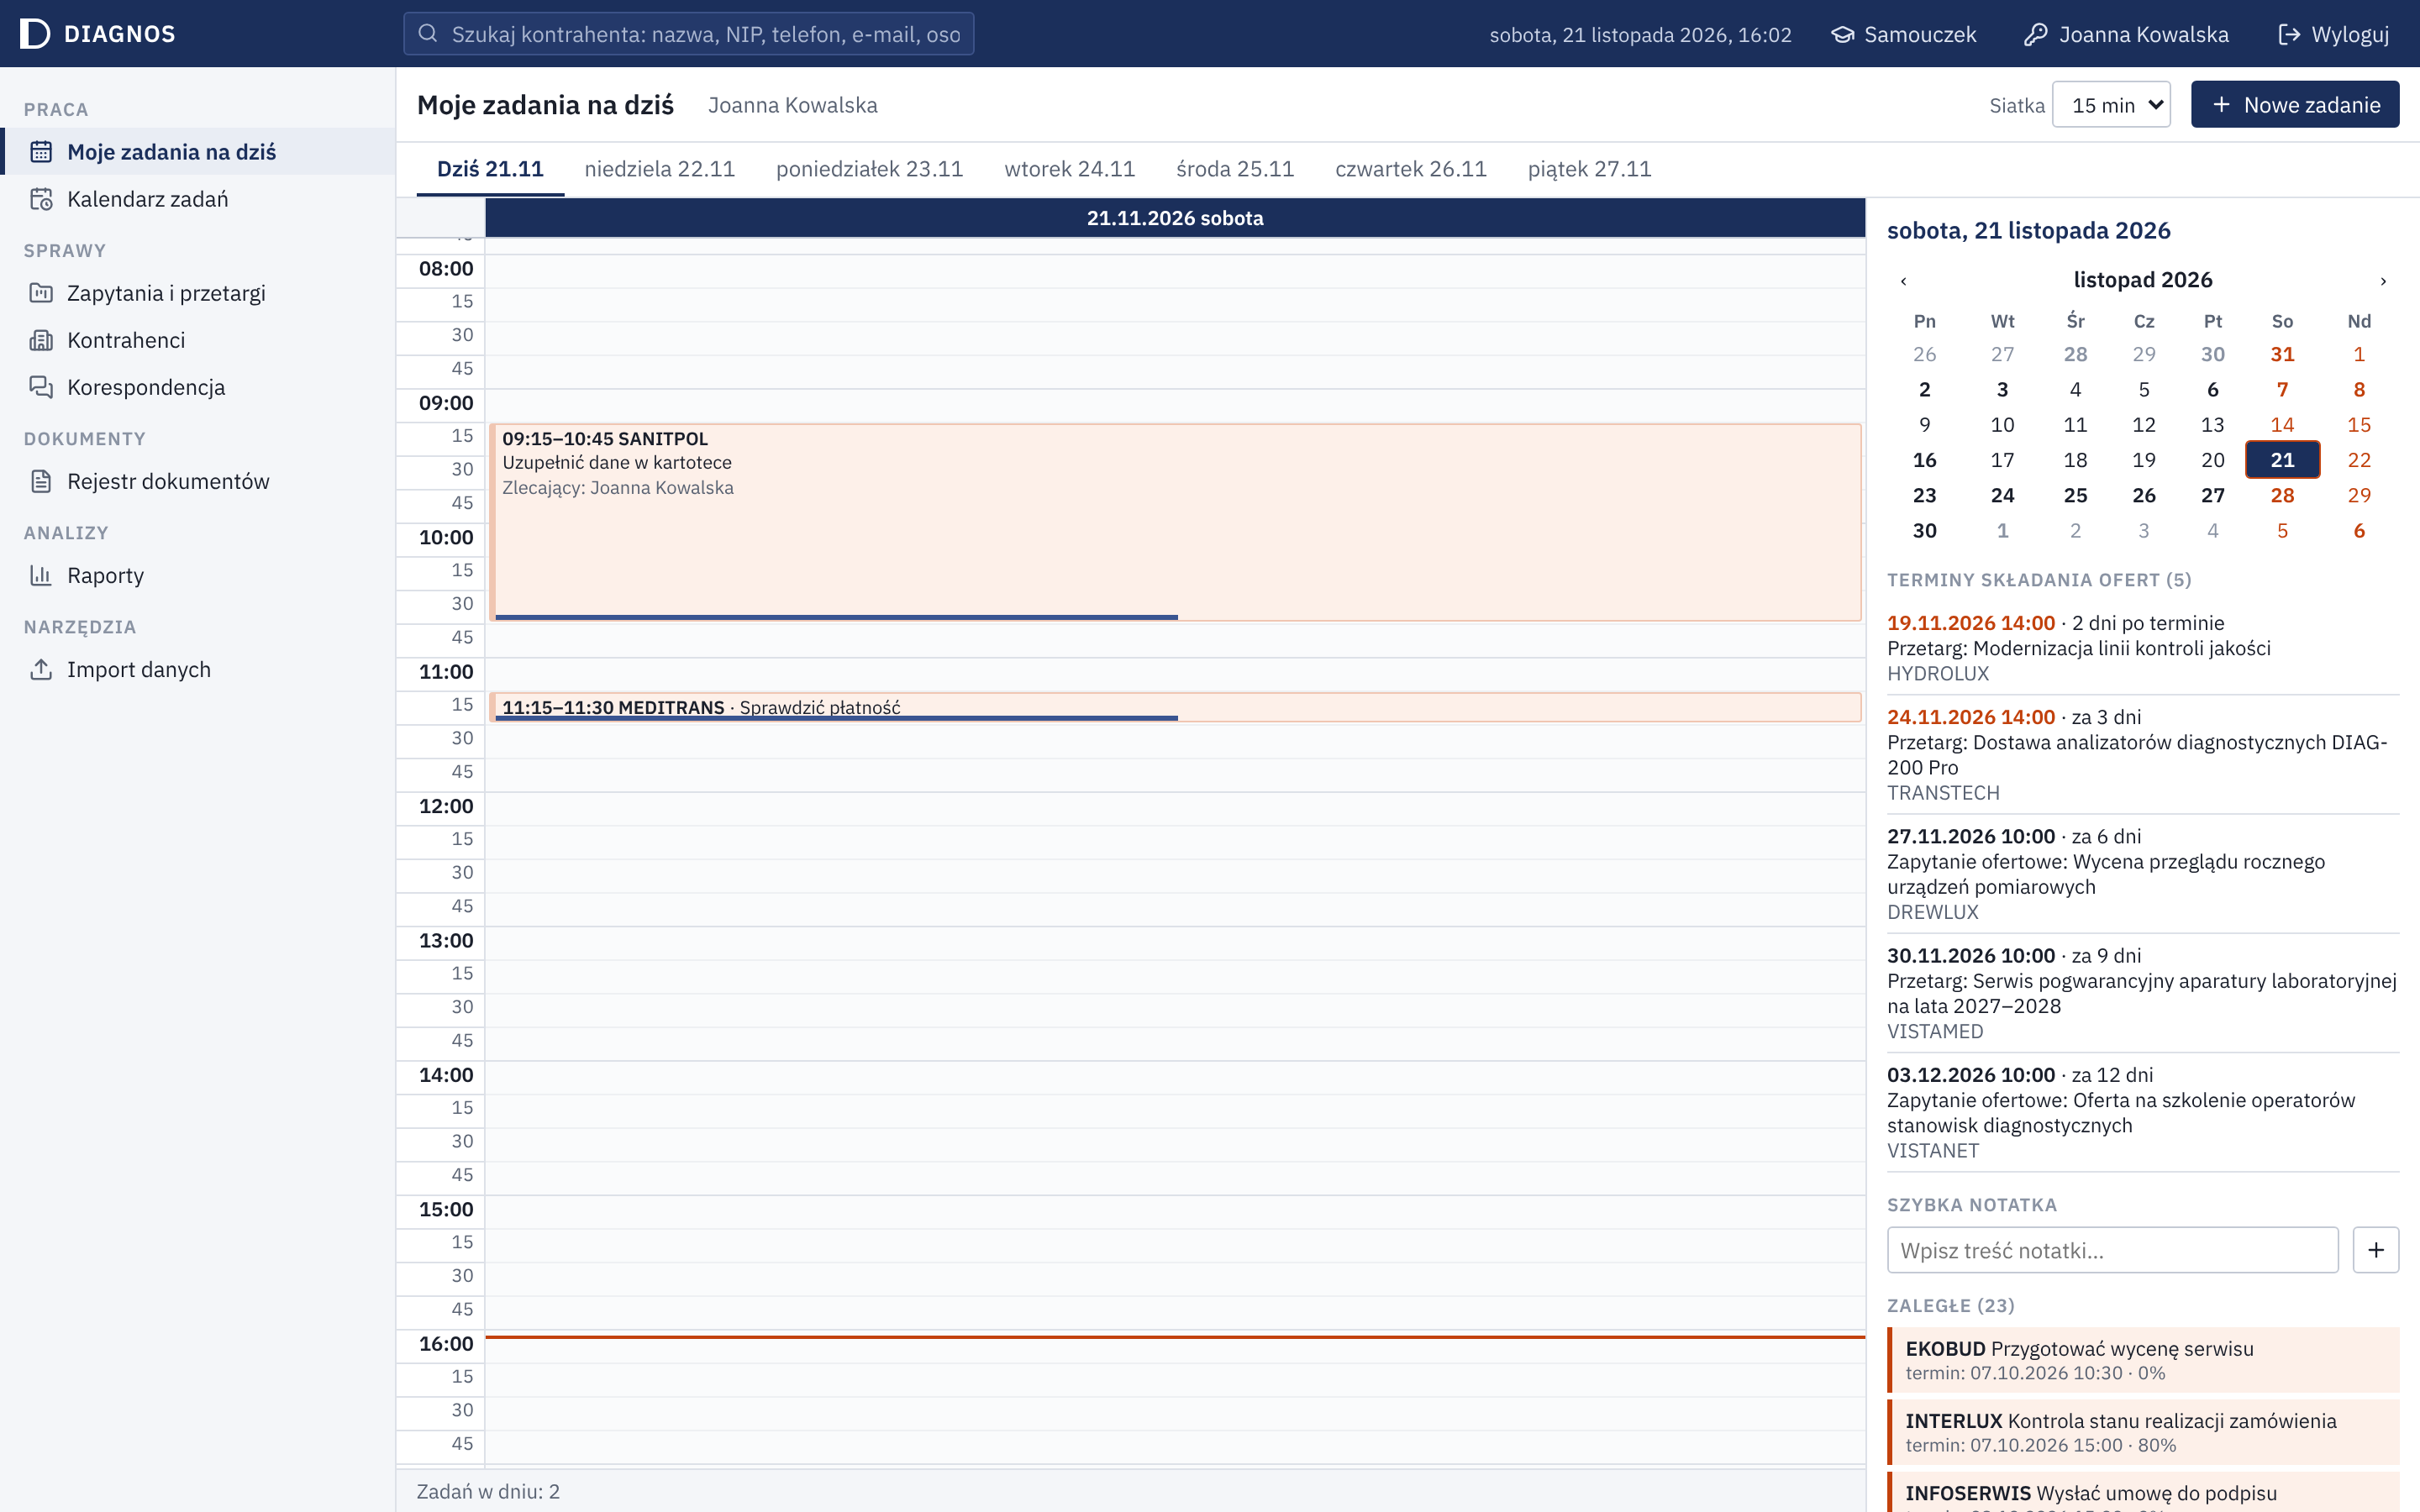 DIAGNOS
Szukaj kontrahenta: nazwa, NIP, telefon, e-mail, oso
sobota, 21 listopada 2026, 16:02
Samouczek
Joanna Kowalska
Wyloguj
PRACA
Moje zadania na dziś
Kalendarz zadań
SPRAWY
Zapytania i przetargi
Kontrahenci
Korespondencja
DOKUMENTY
Rejestr dokumentów
ANALIZY
Raporty
NARZĘDZIA
Import danych
Moje zadania na dziś
Joanna Kowalska
Siatka
15 min
+ Nowe zadanie
Dziś 21.11
niedziela 22.11
poniedziałek 23.11
wtorek 24.11
środa 25.11
czwartek 26.11
piątek 27.11
21.11.2026 sobota
08:00
15
30
45
09:00
15
30
45
10:00
15
30
45
11:00
15
30
45
12:00
15
30
45
13:00
15
30
45
14:00
15
30
45
15:00
15
30
45
16:00
15
30
45
09:15–10:45 SANITPOL
Uzupełnić dane w kartotece
Zlecający: Joanna Kowalska
11:15–11:30 MEDITRANS · Sprawdzić płatność
Zadań w dniu: 2
sobota, 21 listopada 2026
‹ listopad 2026 ›
Pn Wt Śr Cz Pt So Nd
26 27 28 29 30 31 1
2 3 4 5 6 7 8
9 10 11 12 13 14 15
16 17 18 19 20 21 22
23 24 25 26 27 28 29
30 1 2 3 4 5 6
TERMINY SKŁADANIA OFERT (5)
19.11.2026 14:00 · 2 dni po terminie
Przetarg: Modernizacja linii kontroli jakości
HYDROLUX
24.11.2026 14:00 · za 3 dni
Przetarg: Dostawa analizatorów diagnostycznych DIAG-
200 Pro
TRANSTECH
27.11.2026 10:00 · za 6 dni
Zapytanie ofertowe: Wycena przeglądu rocznego
urządzeń pomiarowych
DREWLUX
30.11.2026 10:00 · za 9 dni
Przetarg: Serwis pogwarancyjny aparatury laboratoryjnej
na lata 2027–2028
VISTAMED
03.12.2026 10:00 · za 12 dni
Zapytanie ofertowe: Oferta na szkolenie operatorów
stanowisk diagnostycznych
VISTANET
SZYBKA NOTATKA
Wpisz treść notatki...
+
ZALEGŁE (23)
EKOBUD Przygotować wycenę serwisu
termin: 07.10.2026 10:30 · 0%
INTERLUX Kontrola stanu realizacji zamówienia
termin: 07.10.2026 15:00 · 80%
INFOSERWIS Wysłać umowę do podpisu